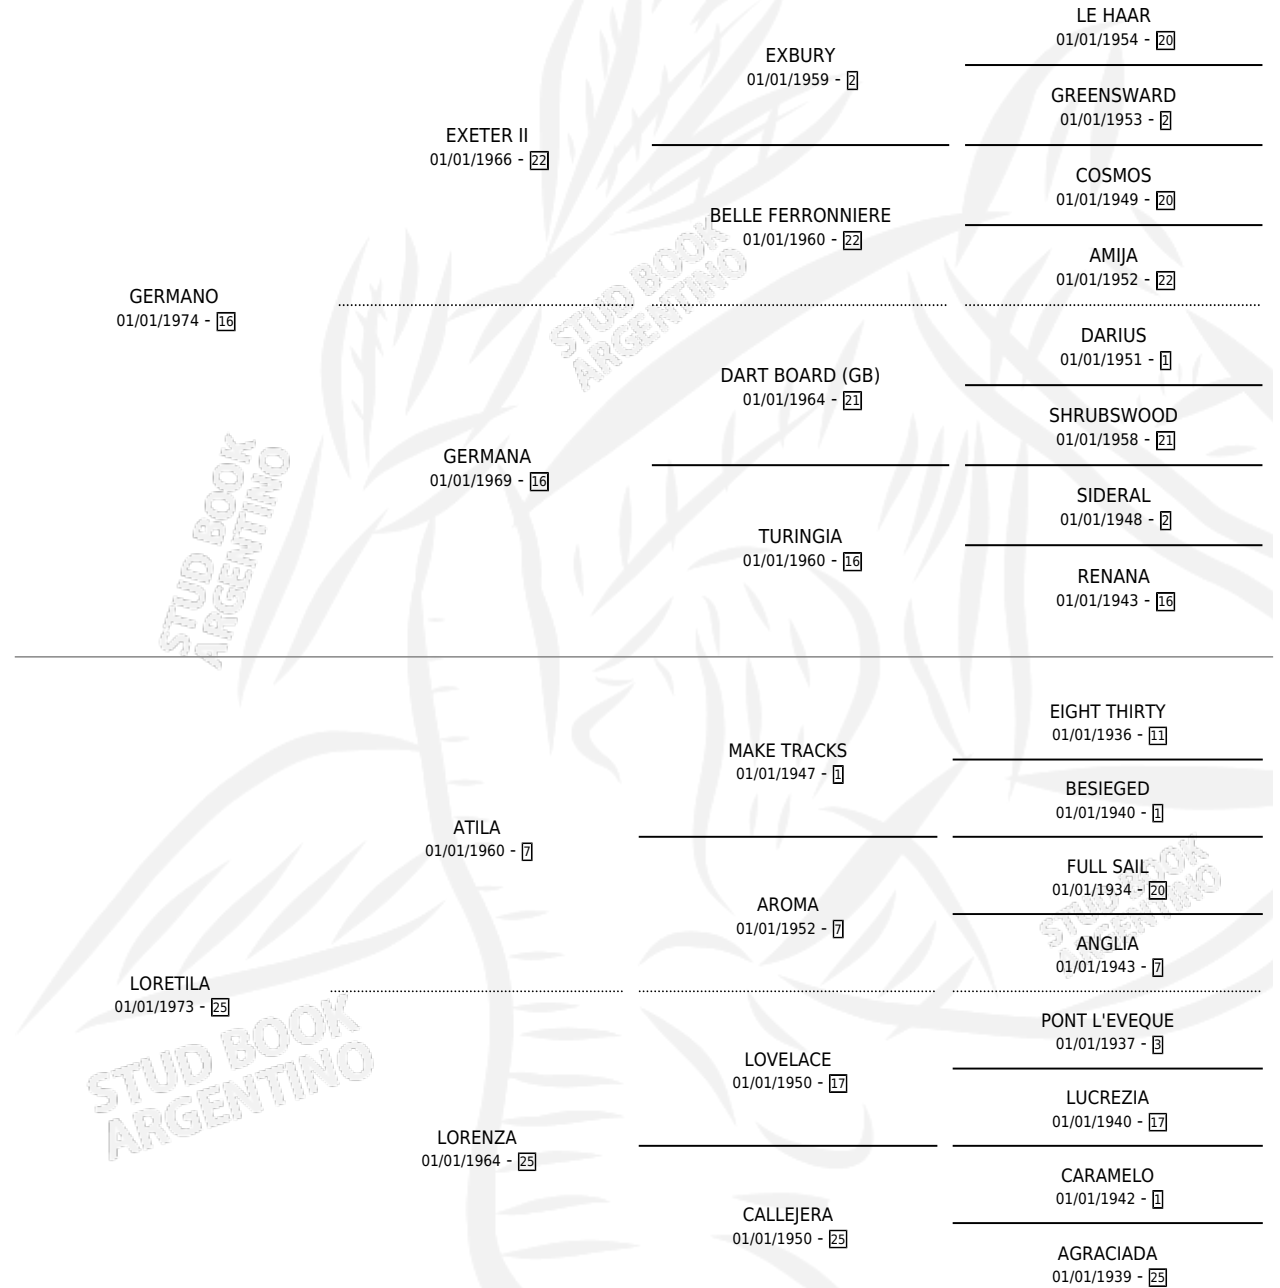 LE HAAR
01/01/1954 - 20
EXBURY
01/01/1959 - 2
GREENSWARD
01/01/1953 - 2
EXETER II
01/01/1966 - 22
COSMOS
01/01/1949 - 20
BELLE FERRONNIERE
01/01/1960 - 22
AMIJA
01/01/1952 - 22
GERMANO
01/01/1974 - 16
STUD BOOK
ARGENTINO
DARIUS
01/01/1951 - 1
DART BOARD (GB)
01/01/1964 - 21
SHRUBSWOOD
01/01/1958 - 21
GERMANA
01/01/1969 - 16
SIDERAL
01/01/1948 - 2
TURINGIA
01/01/1960 - 16
RENANA
01/01/1943 - 16
STUD BOOK
ARGENTINO
EIGHT THIRTY
01/01/1936 - 11
MAKE TRACKS
01/01/1947 - 1
BESIEGED
01/01/1940 - 1
ATILA
01/01/1960 - 7
FULL SAIL
01/01/1934 - 20
AROMA
01/01/1952 - 7
ANGLIA
01/01/1943 - 7
STUD BOOK
ARGENTINO
LORETILA
01/01/1973 - 25
PONT L'EVEQUE
01/01/1937 - 3
LOVELACE
01/01/1950 - 17
LUCREZIA
01/01/1940 - 17
STUD BOOK
ARGENTINO
LORENZA
01/01/1964 - 25
CARAMELO
01/01/1942 - 1
CALLEJERA
01/01/1950 - 25
AGRACIADA
01/01/1939 - 25